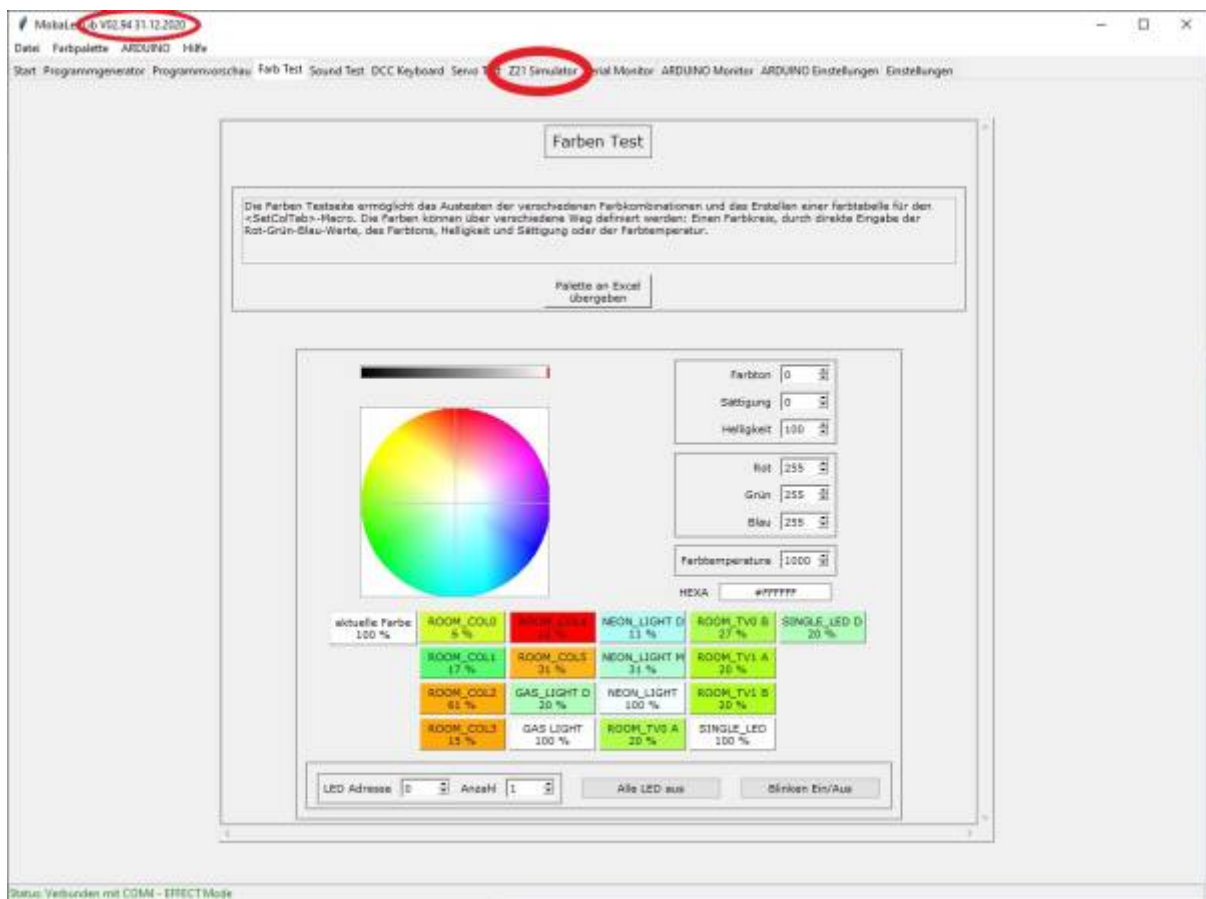 V02.94 31.12.2020
Datei Farbpalette ARDUINO Hilfe
Start Programmgenerator Programmvorschau Farb Test Sound Test DCC Keyboard Servo Z21 Simulator Monitor ARDUINO Monitor ARDUINO Einstellungen Einstellungen
Farben Test
Die Farben Testseite ermöglicht das Austesten der verschiedenen Farbkombinationen und das Erstellen einer farbtabelle für den
<SetColTab>-Macro. Die Farben können über verschiedene Weg definiert werden: Einen Farbkreis, durch direkte Eingabe der
Rot-Grün-Blau-Werte, des Farbtons, Helligkeit und Sättigung oder der Farbtemperatur.
Palette an Excel
übergeben
Farbton 0
Sättigung 0
Helligkeit 100
Rot 255
Grün 255
Blau 255
Farbtemperature 1000
HEXA #FFFFFF
aktuelle Farbe ROOM_COL0 ROOM_COL4 NEON_LIGHT D ROOM_TV0 B SINGLE_LED D
100 % 6 % 11 % 27 % 20 %
ROOM_COL1 ROOM_COL5 NEON_LIGHT M ROOM_TV1 A
17 % 31 % 31 % 20 %
ROOM_COL2 GAS_LIGHT D NEON_LIGHT ROOM_TV1 B
61 % 20 % 100 % 20 %
ROOM_COL3 GAS LIGHT ROOM_TV0 A SINGLE_LED
15 % 100 % 20 % 100 %
LED Adresse 0 Anzahl 1 Alle LED aus Blinken Ein/Aus
Status: Verbunden mit COM4 - EFFECT Mode